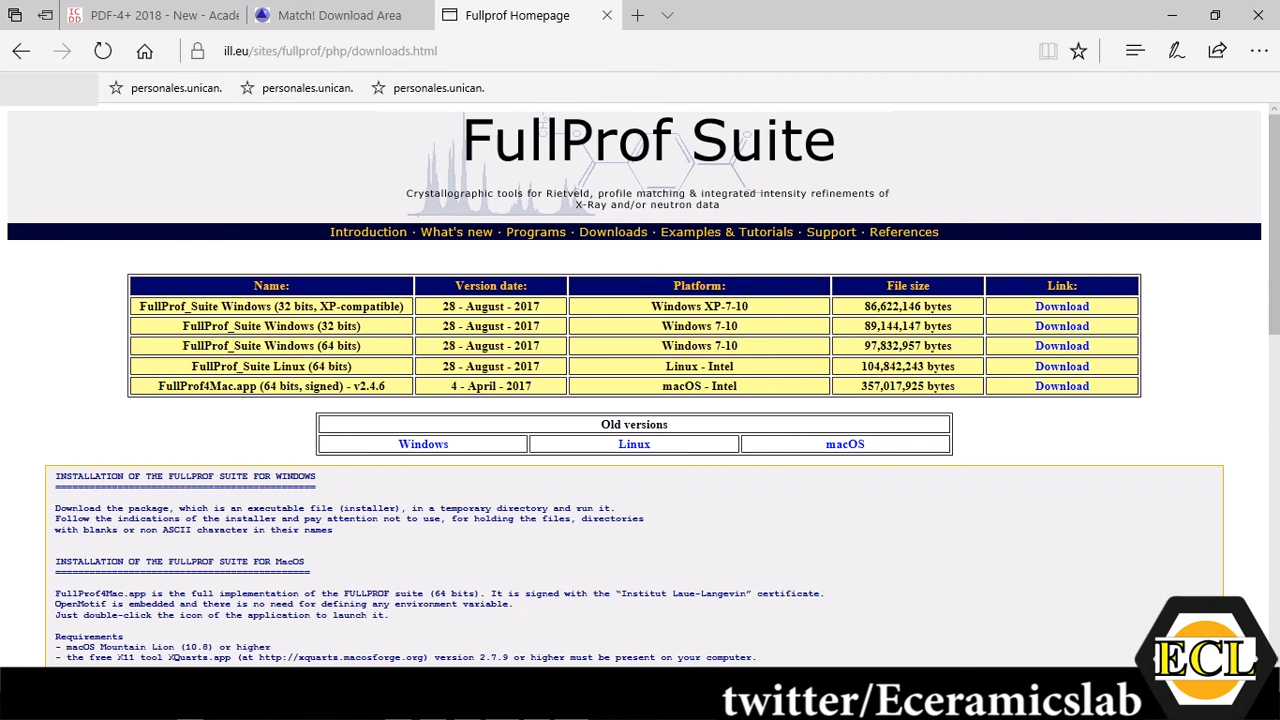 PDF-4+ 2018 - New - Acade
Match! Download Area
Fullprof Homepage
ill.eu/sites/fullprof/php/downloads.html
personales.unican.
personales.unican.
personales.unican.
FullProf Suite
Crystallographic tools for Rietveld, profile matching & integrated intensity refinements of
X-Ray and/or neutron data
Introduction · What's new · Programs · Downloads · Examples & Tutorials · Support · References
Name: Version date: Platform: File size Link:
FullProf_Suite Windows (32 bits, XP-compatible) 28 - August - 2017 Windows XP-7-10 86,622,146 bytes Download
FullProf_Suite Windows (32 bits) 28 - August - 2017 Windows 7-10 89,144,147 bytes Download
FullProf_Suite Windows (64 bits) 28 - August - 2017 Windows 7-10 97,832,957 bytes Download
FullProf_Suite Linux (64 bits) 28 - August - 2017 Linux - Intel 104,842,243 bytes Download
FullProf4Mac.app (64 bits, signed) - v2.4.6 4 - April - 2017 macOS - Intel 357,017,925 bytes Download
Old versions
Windows Linux macOS
INSTALLATION OF THE FULLPROF SUITE FOR WINDOWS
==============================================
Download the package, which is an executable file (installer), in a temporary directory and run it.
Follow the indications of the installer and pay attention not to use, for holding the files, directories
with blanks or non ASCII character in their names
INSTALLATION OF THE FULLPROF SUITE FOR MacOS
=============================================
FullProf4Mac.app is the full implementation of the FULLPROF suite (64 bits). It is signed with the “Institut Laue-Langevin” certificate.
OpenMotif is embedded and there is no need for defining any environment variable.
Just double-click the icon of the application to launch it.
Requirements
- macOS Mountain Lion (10.8) or higher
- the free X11 tool XQuarts.app (at http://xquarts.macosforge.org) version 2.7.9 or higher must be present on your computer.
ECL
twitter/Eceramicslab